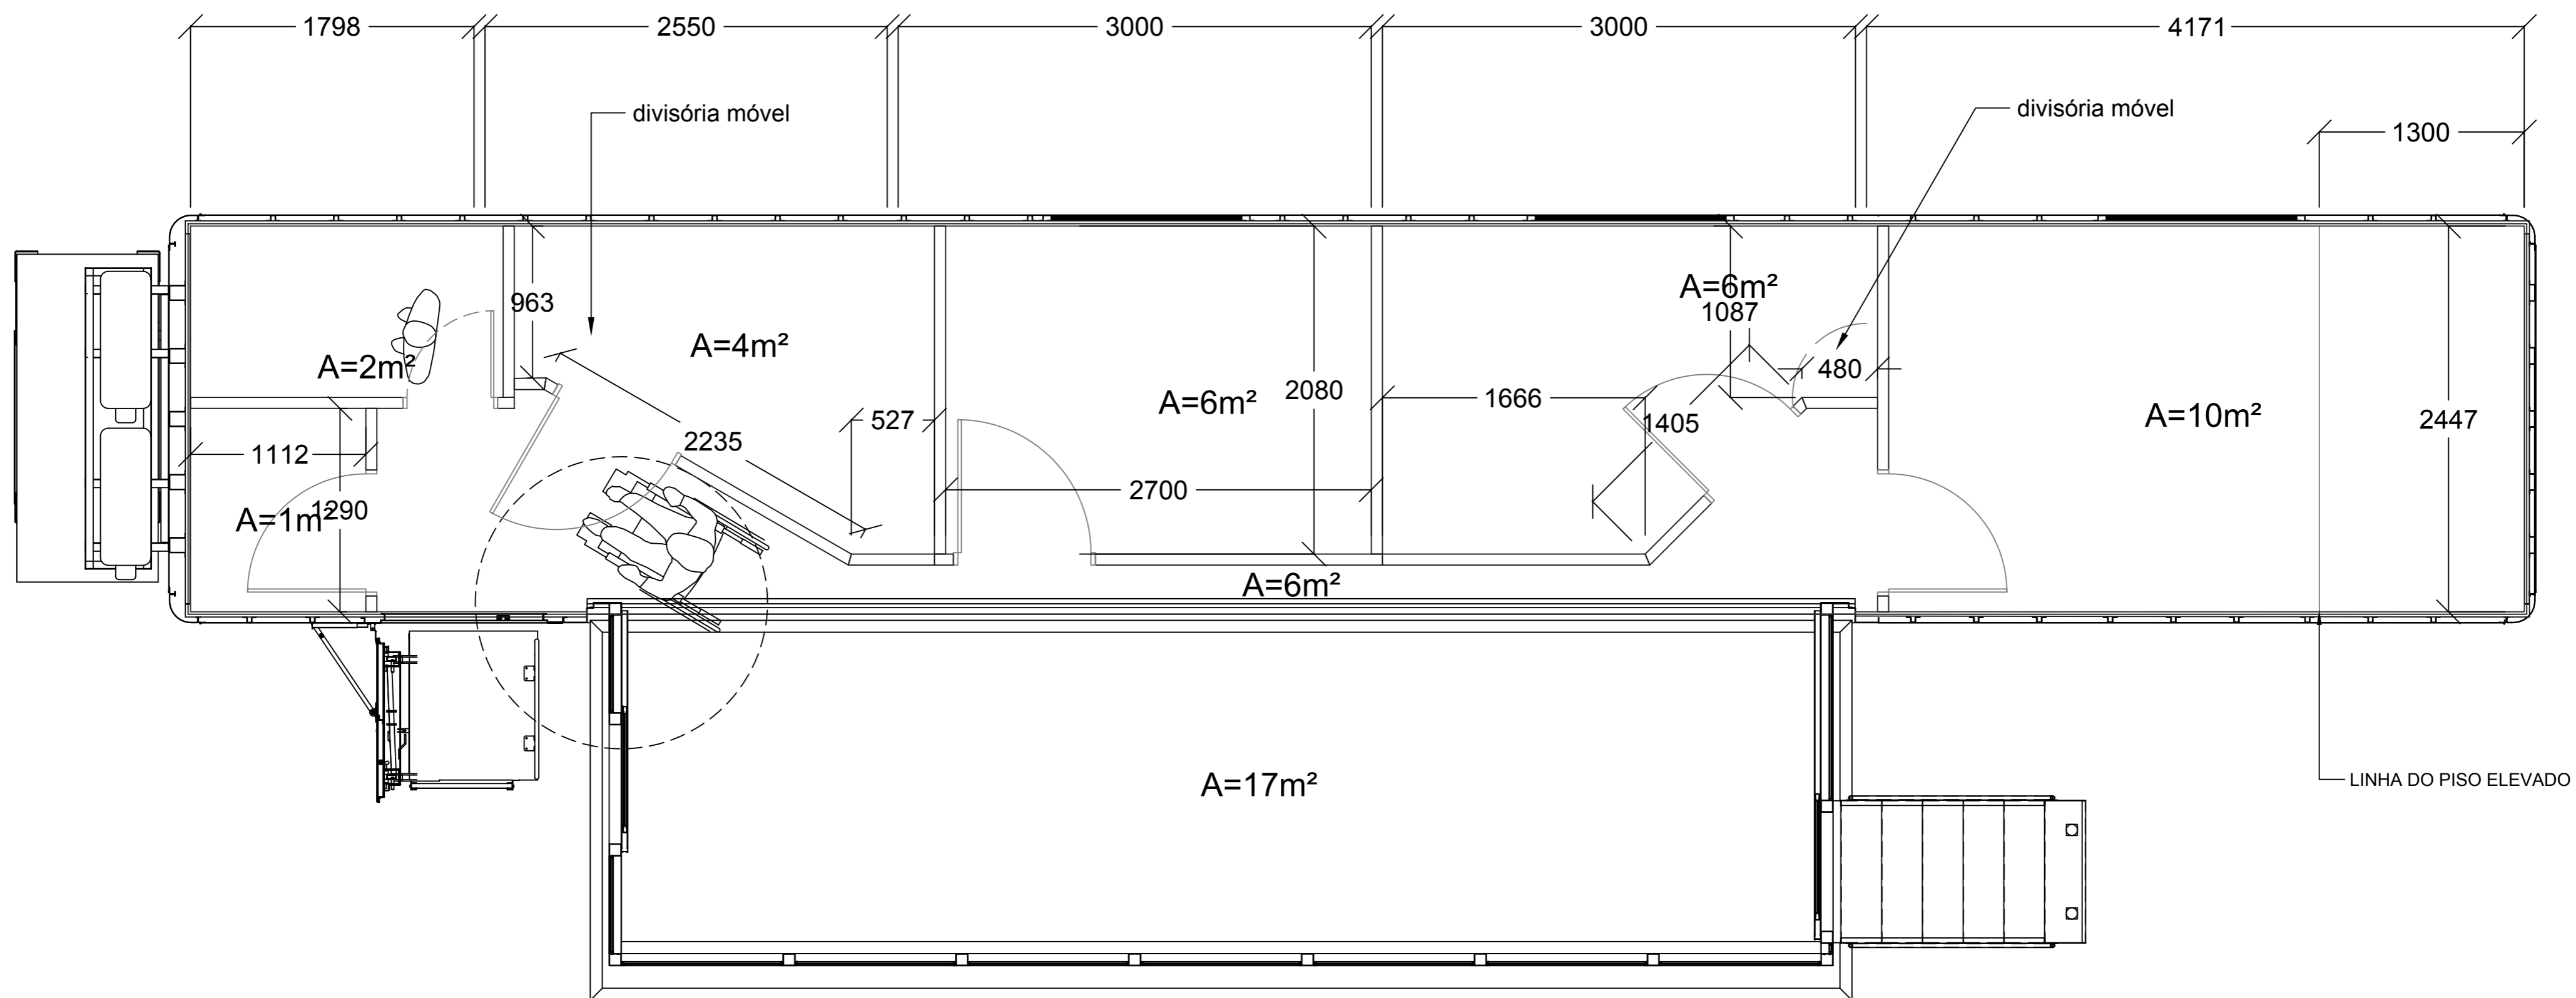 1798
2550
3000
3000
4171
divisória móvel
divisória móvel
1300
963
A=4m²
A=2m²
A=6m²
1087
480
2080
A=6m²
1666
1405
527
2235
A=10m²
2447
1112
2700
A=1m²
1290
A=6m²
A=17m²
LINHA DO PISO ELEVADO